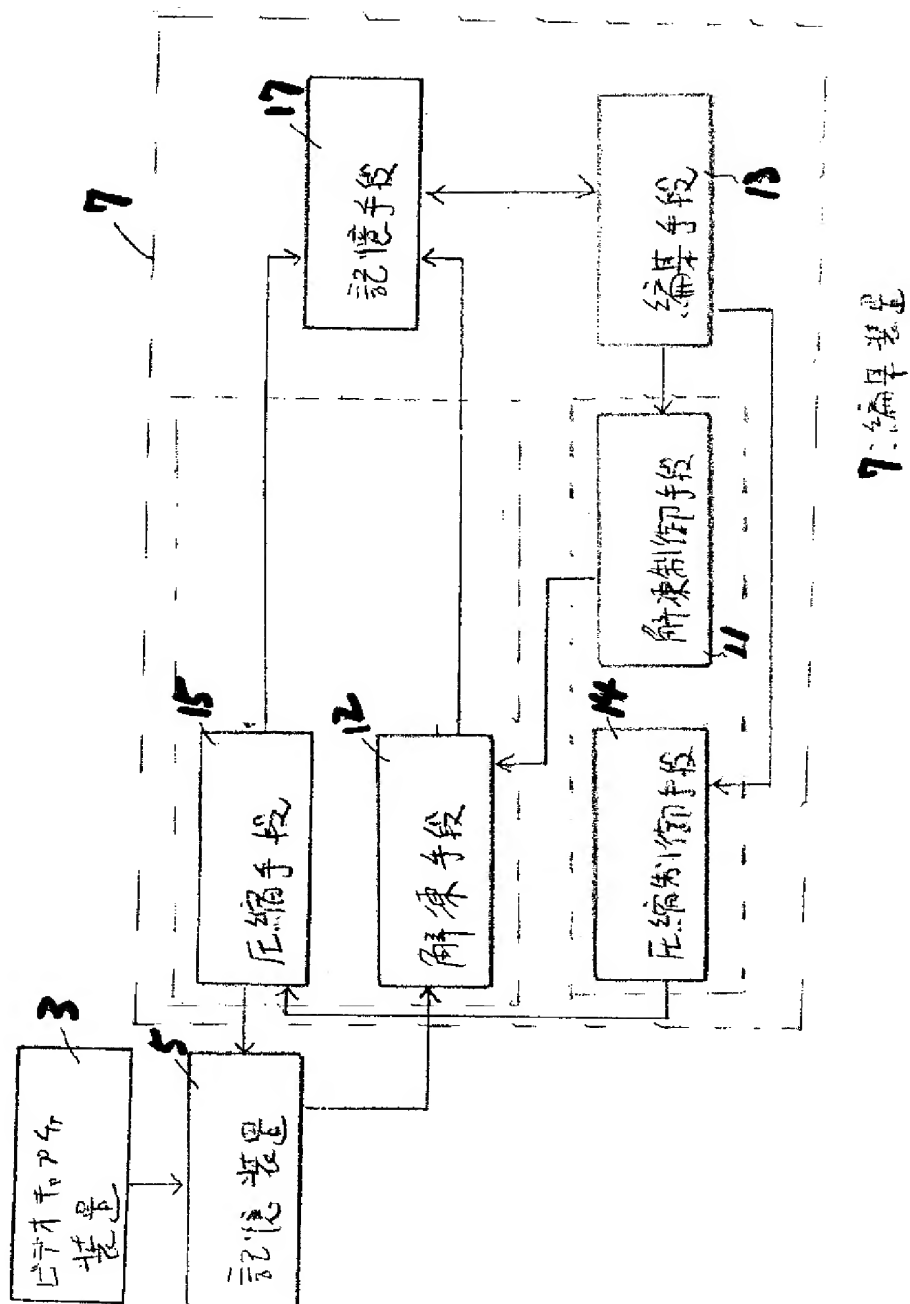 3
ビデオキャプチャ
装置
5
記憶装置
7
15
圧縮手段
17
記憶手段
12
解凍手段
14
圧縮制御手段
解凍制御手段
11
編集手段
13
7:編集装置